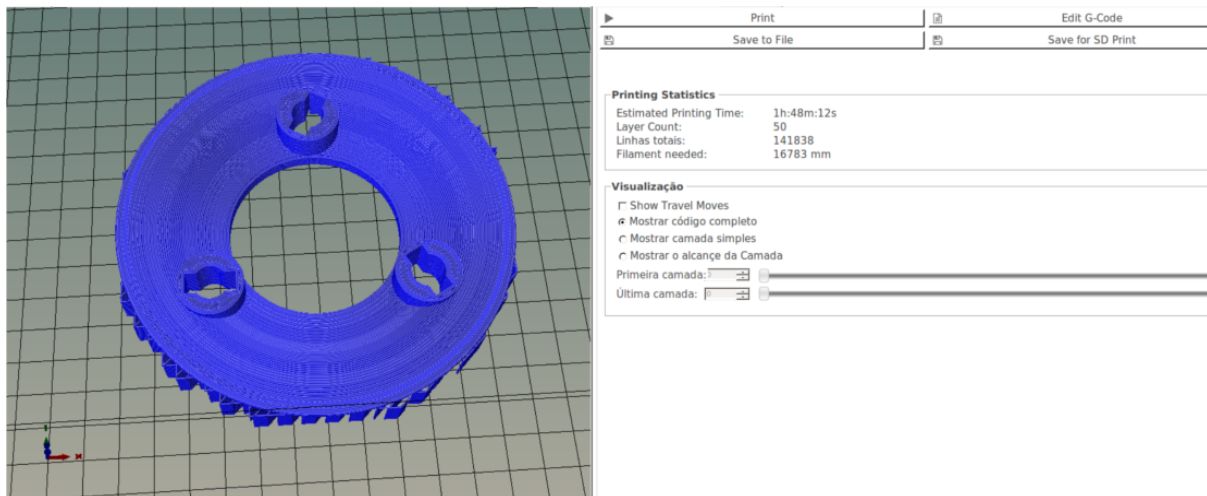 Print
Edit G-Code
Save to File
Save for SD Print
Printing Statistics
Estimated Printing Time: 1h:48m:12s
Layer Count: 50
Linhas totais: 141838
Filament needed: 16783 mm
Visualização
Show Travel Moves
Mostrar código completo
Mostrar camada simples
Mostrar o alcançe da Camada
Primeira camada:
Última camada:
x